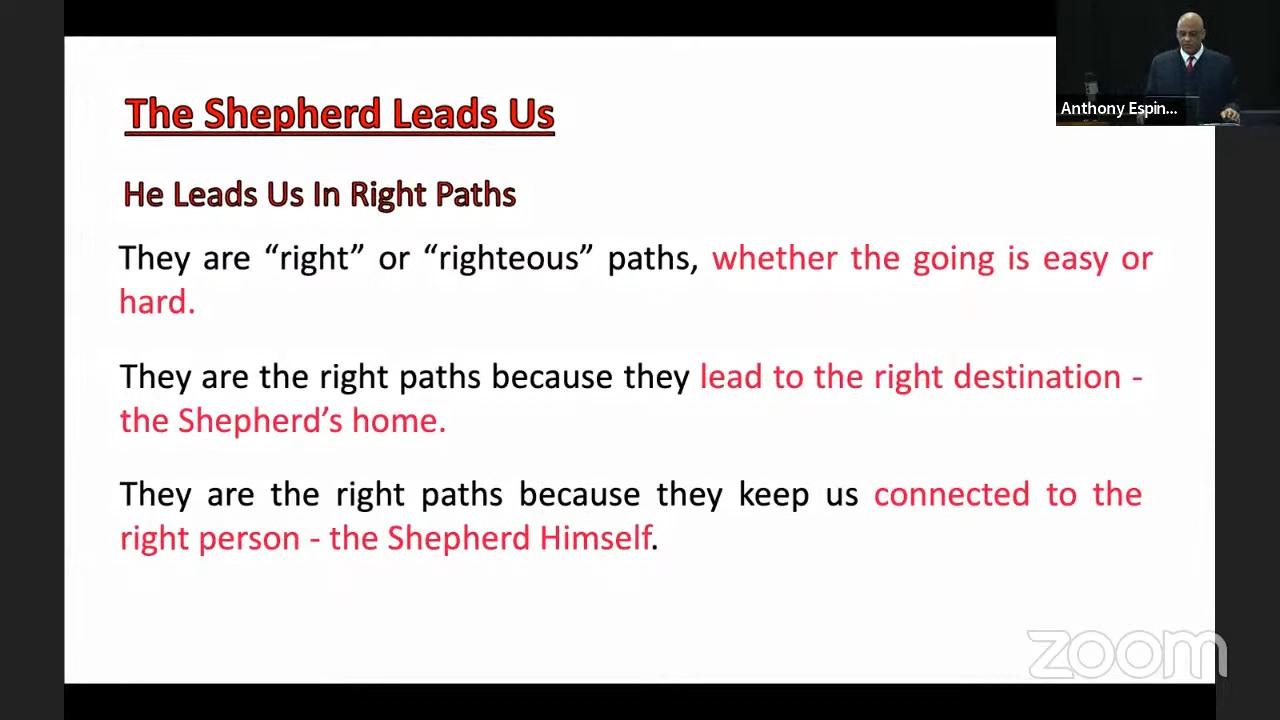 The Shepherd Leads Us
Anthony Espin...
He Leads Us In Right Paths
They are “right” or “righteous” paths, whether the going is easy or
hard.
They are the right paths because they lead to the right destination -
the Shepherd’s home.
They are the right paths because they keep us connected to the
right person - the Shepherd Himself.
zoom